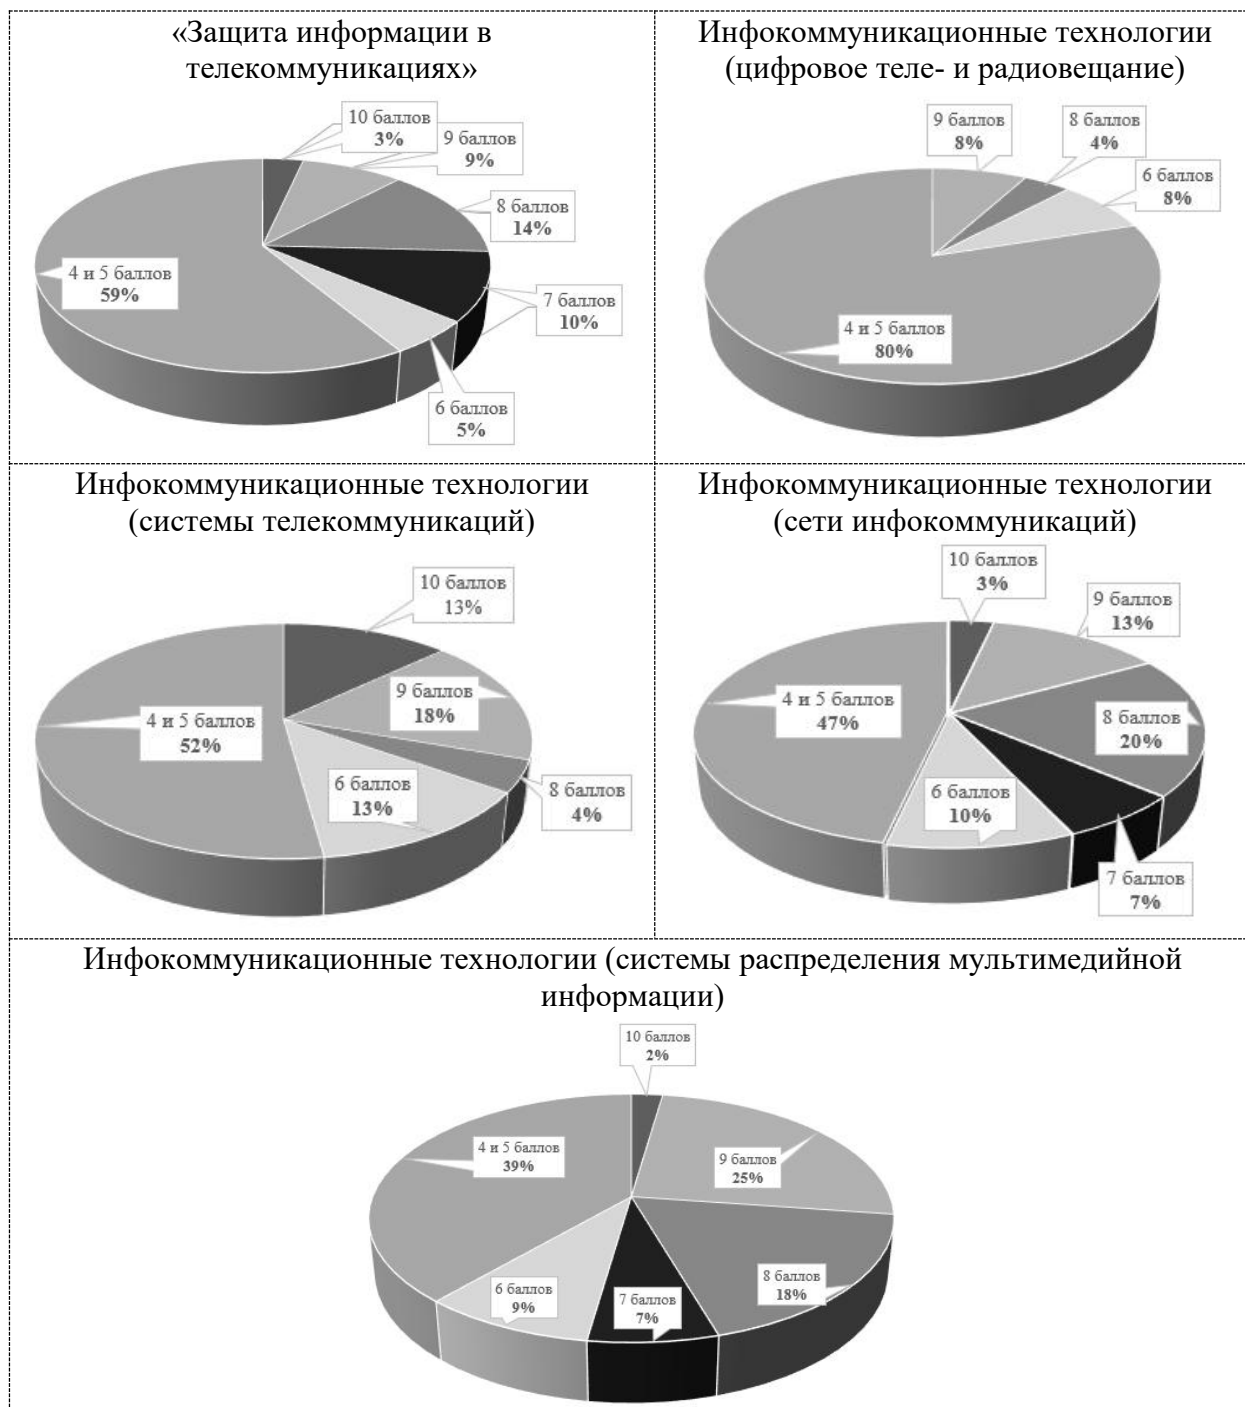 «Защита информации в
телекоммуникациях»
10 баллов
3%
9 баллов
9%
8 баллов
14%
7 баллов
10%
6 баллов
5%
4 и 5 баллов
59%
Инфокоммуникационные технологии
(цифровое теле- и радиовещание)
9 баллов
8%
8 баллов
4%
6 баллов
8%
4 и 5 баллов
80%
Инфокоммуникационные технологии
(системы телекоммуникаций)
10 баллов
13%
9 баллов
18%
8 баллов
4%
6 баллов
13%
4 и 5 баллов
52%
Инфокоммуникационные технологии
(сети инфокоммуникаций)
10 баллов
3%
9 баллов
13%
8 баллов
20%
7 баллов
7%
6 баллов
10%
4 и 5 баллов
47%
Инфокоммуникационные технологии (системы распределения мультимедийной
информации)
10 баллов
2%
9 баллов
25%
8 баллов
18%
7 баллов
7%
6 баллов
9%
4 и 5 баллов
39%